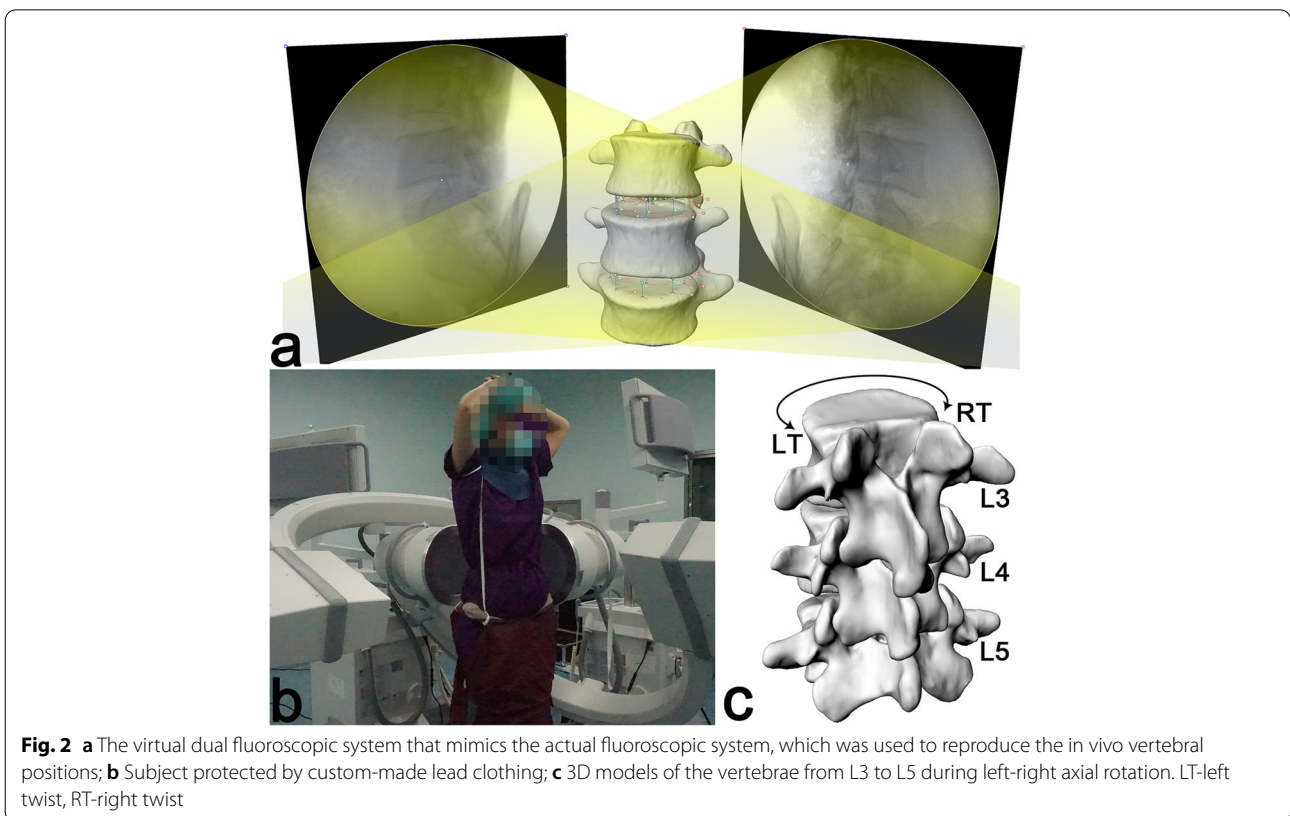 a
RT
LT
L3
L4
L5
b
c
Fig. 2 a The virtual dual fluoroscopic system that mimics the actual fluoroscopic system, which was used to reproduce the in vivo vertebral
positions; b Subject protected by custom-made lead clothing; c 3D models of the vertebrae from L3 to L5 during left-right axial rotation. LT-left
twist, RT-right twist